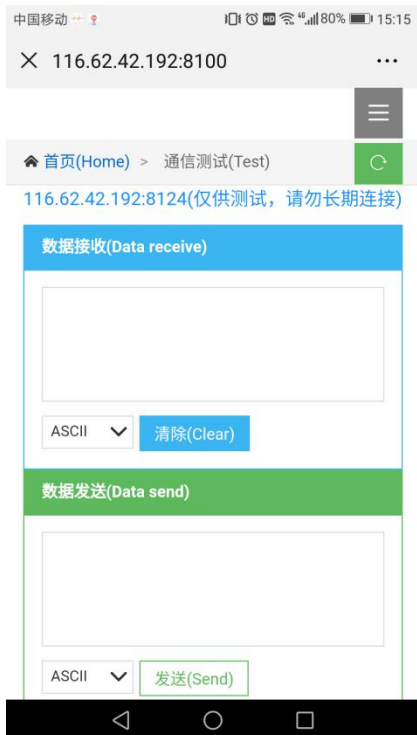 中国移动 HD 46 80% 15:15
116.62.42.192:8100
首页(Home) > 通信测试(Test)
116.62.42.192:8124(仅供测试，请勿长期连接)
数据接收(Data receive)
ASCII 清除(Clear)
数据发送(Data send)
ASCII 发送(Send)